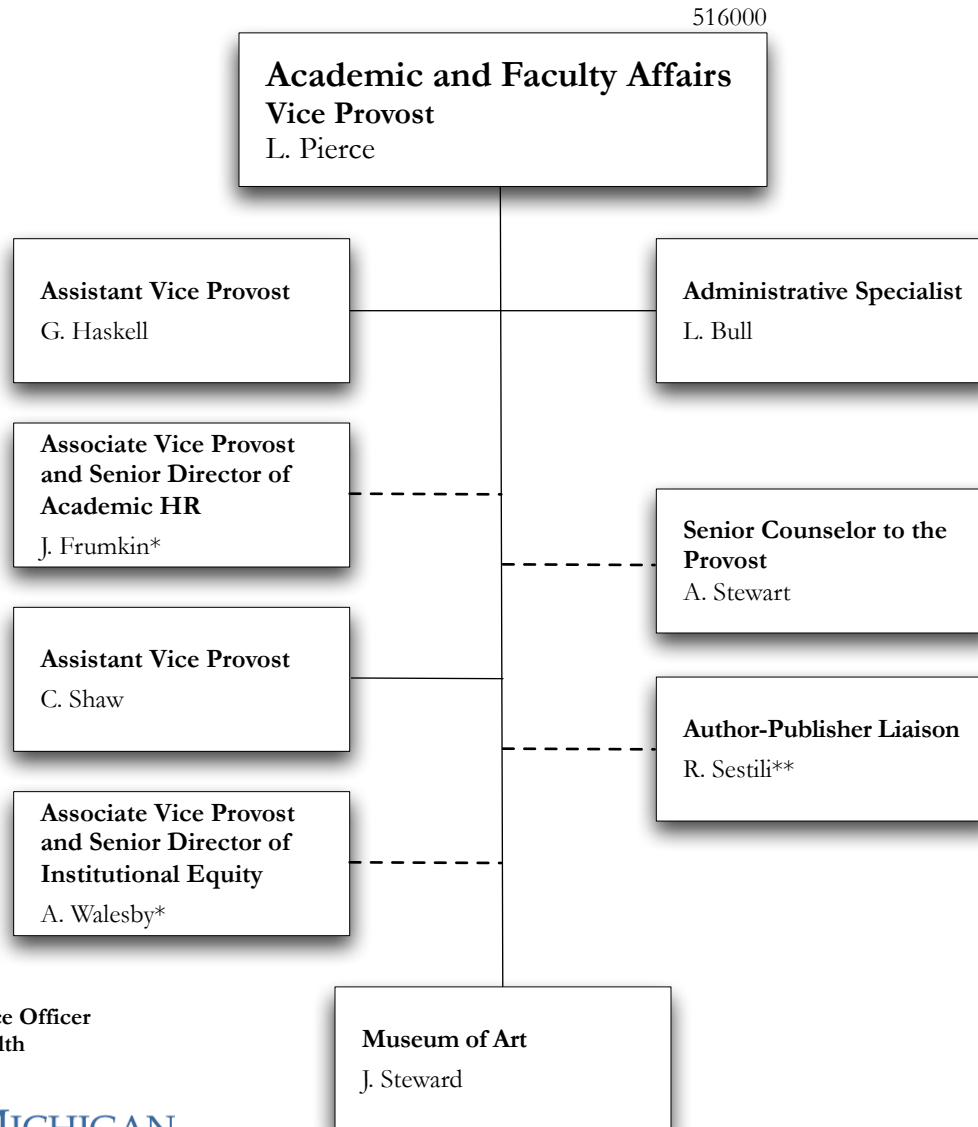 516000
Academic and Faculty Affairs
Vice Provost
L. Pierce
Assistant Vice Provost
G. Haskell
Administrative Specialist
L. Bull
Associate Vice Provost
and Senior Director of
Academic HR
J. Frumkin*
Senior Counselor to the
Provost
A. Stewart
Assistant Vice Provost
C. Shaw
Author-Publisher Liaison
R. Sestili**
Associate Vice Provost
and Senior Director of
Institutional Equity
A. Walesby*
Officer
Museum of Art
J. Steward
MICHIGAN